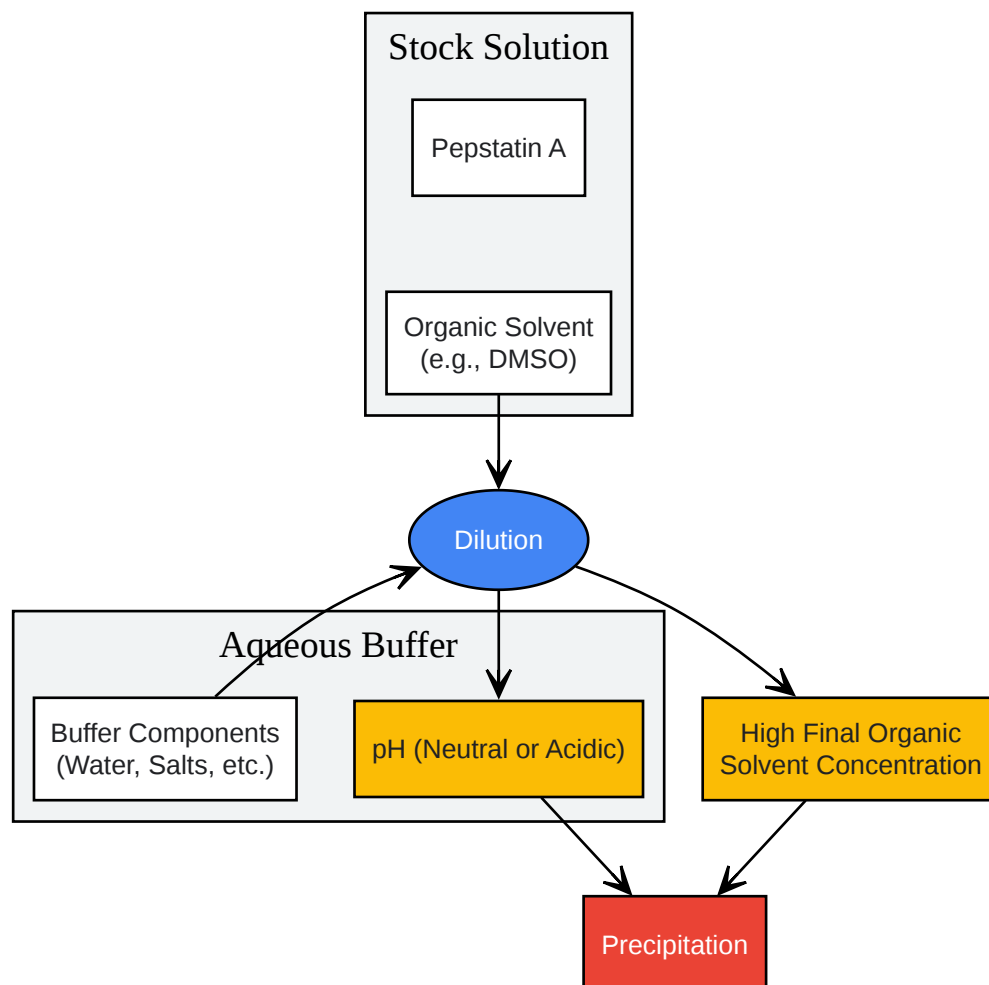 Stock Solution
Pepstatin A
Organic Solvent
(e.g., DMSO)
Dilution
Aqueous Buffer
Buffer Components
(Water, Salts, etc.)
pH (Neutral or Acidic)
High Final Organic
Solvent Concentration
Precipitation